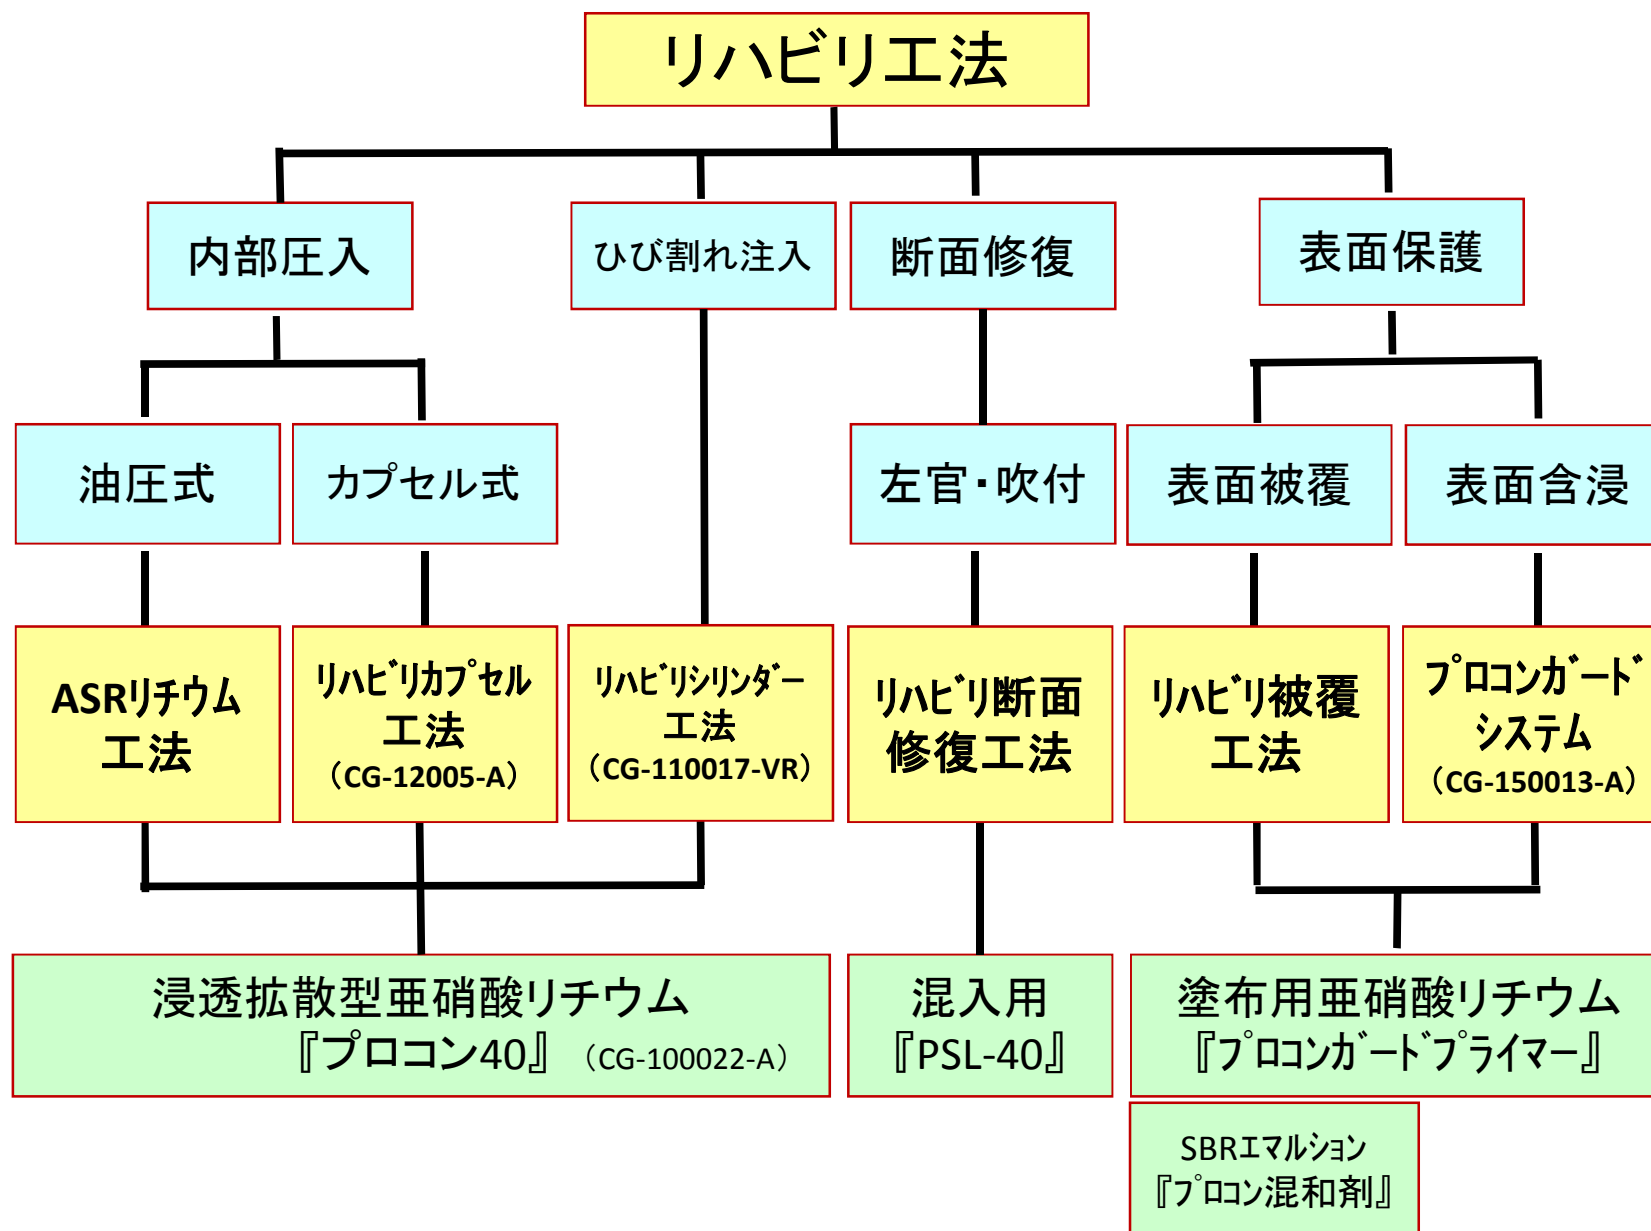 リハビリ工法
内部圧入
ひび割れ注入
断面修復
表面保護
油圧式
カプセル式
左官・吹付
表面被覆
表面含浸
ASRリチウム
工法
ﾘﾊﾋﾞﾘｶﾌﾟｾﾙ
工法
（CG-12005-A）
ﾘﾊﾋﾞﾘｼﾘﾝﾀﾞｰ
工法
（CG-110017-VR）
ﾘﾊﾋﾞﾘ断面
修復工法
ﾘﾊﾋﾞﾘ被覆
工法
ﾌﾟﾛｺﾝｶﾞｰﾄﾞ
ｼｽﾃﾑ
（CG-150013-A）
浸透拡散型亜硝酸リチウム
『プロコン40』（CG-100022-A）
混入用
『PSL-40』
塗布用亜硝酸リチウム
『ﾌﾟﾛｺﾝｶﾞｰﾄﾞﾌﾟﾗｲﾏｰ』
SBRｴﾏﾙｼｮﾝ
『ﾌﾟﾛｺﾝ混和剤』